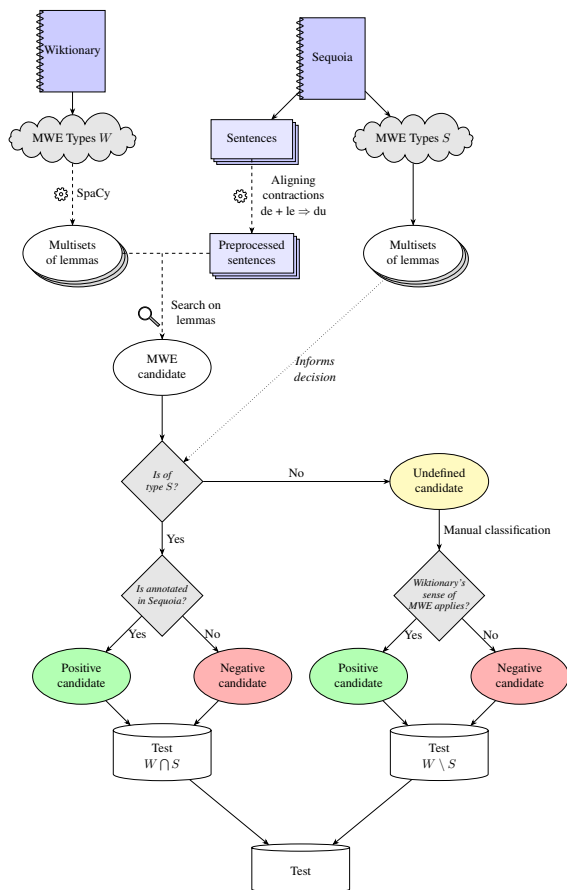 Wiktionary
Sequoia
MWE Types W
Sentences
MWE Types S
SpaCy
Aligning
contractions
de + le ⇒ du
Multisets
of lemmas
Preprocessed
sentences
Multisets
of lemmas
Search on
lemmas
MWE
candidate
Informs
decision
Is of
type S?
No
Undefined
candidate
Yes
Manual classification
Is annotated
in Sequoia?
Wiktionary's
sense of
MWE applies?
Yes
No
Yes
No
Positive
candidate
Negative
candidate
Positive
candidate
Negative
candidate
Test
W ⋂ S
Test
W \ S
Test